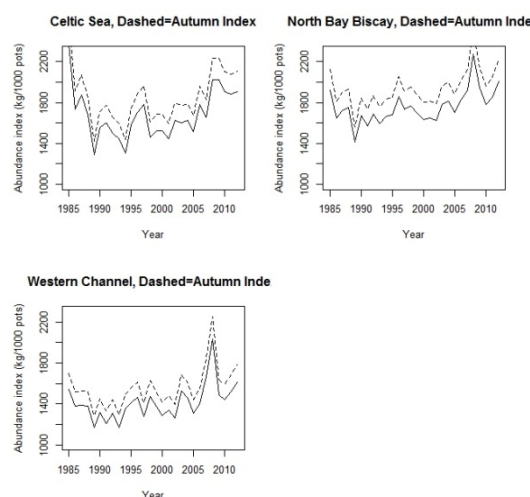 Celtic Sea, Dashed=Autumn Index
Abundance index (kg/1000 pots)
1000 1400 1800 2200
1985 1990 1995 2000 2005 2010
Year
North Bay Biscay, Dashed=Autumn Inde
Abundance index (kg/1000 pots)
1000 1400 1800 2200
1985 1990 1995 2000 2005 2010
Year
Western Channel, Dashed=Autumn Inde
Abundance index (kg/1000 pots)
1000 1400 1800 2200
1985 1990 1995 2000 2005 2010
Year